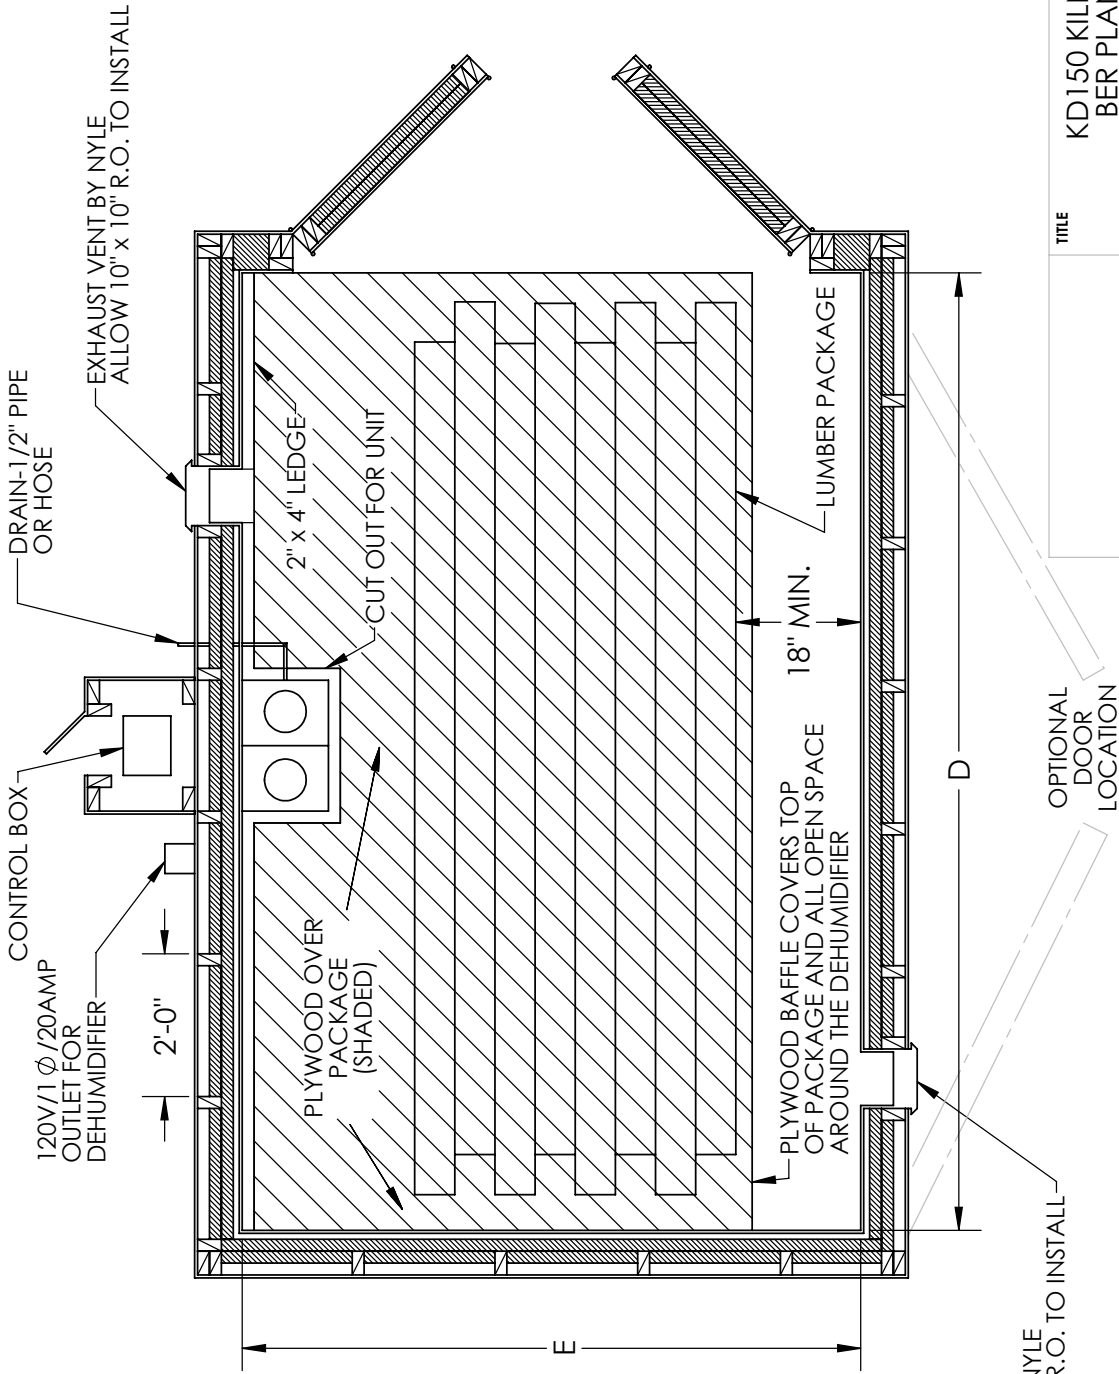 CONTROL BOX
120V/1 Ø /20AMP
OUTLET FOR
DEHUMIDIFIER
2'-0"
DRAIN-1/2" PIPE
OR HOSE
EXHAUST VENT BY NYLE
ALLOW 10" x 10" R.O. TO INSTALL
2" x 4" LEDGE
CUT OUT FOR UNIT
PLYWOOD OVER
PACKAGE
(SHADED)
LUMBER PACKAGE
18" MIN.
PLYWOOD BAFFLE COVERS TOP
OF PACKAGE AND ALL OPEN SPACE
AROUND THE DEHUMIDIFIER
D
E
OPTIONAL
DOOR
LOCATION
NYLE
R.O. TO INSTALL
TITLE
KD150 KIL
BER PLA